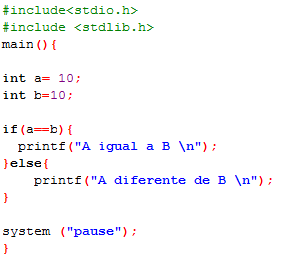 #include<stdio.h>
#include <stdlib.h>
main(){
int a= 10;
int b=10;
if(a==b){
printf("A igual a B \n");
}else{
printf("A diferente de B \n");
}
system ("pause");
}